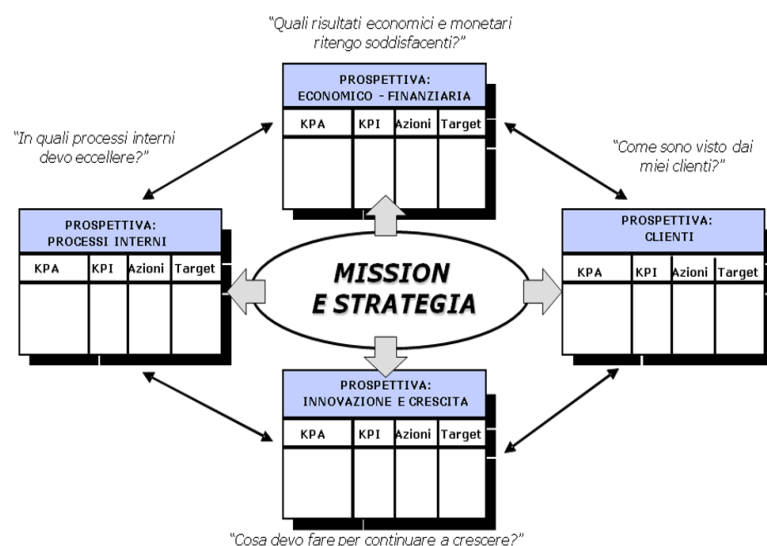 “Quali risultati economici e monetari
ritengo soddisfacenti?”
PROSPETTIVA:
ECONOMICO - FINANZIARIA
KPA KPI Azioni Target
“In quali processi interni
devo eccellere?”
“Come sono visto dai
miei clienti?”
PROSPETTIVA:
PROCESSI INTERNI
KPA KPI Azioni Target
MISSION
E STRATEGIA
PROSPETTIVA:
CLIENTI
KPA KPI Azioni Target
PROSPETTIVA:
INNOVAZIONE E CRESCITA
KPA KPI Azioni Target
“Cosa devo fare per continuare a crescere?”